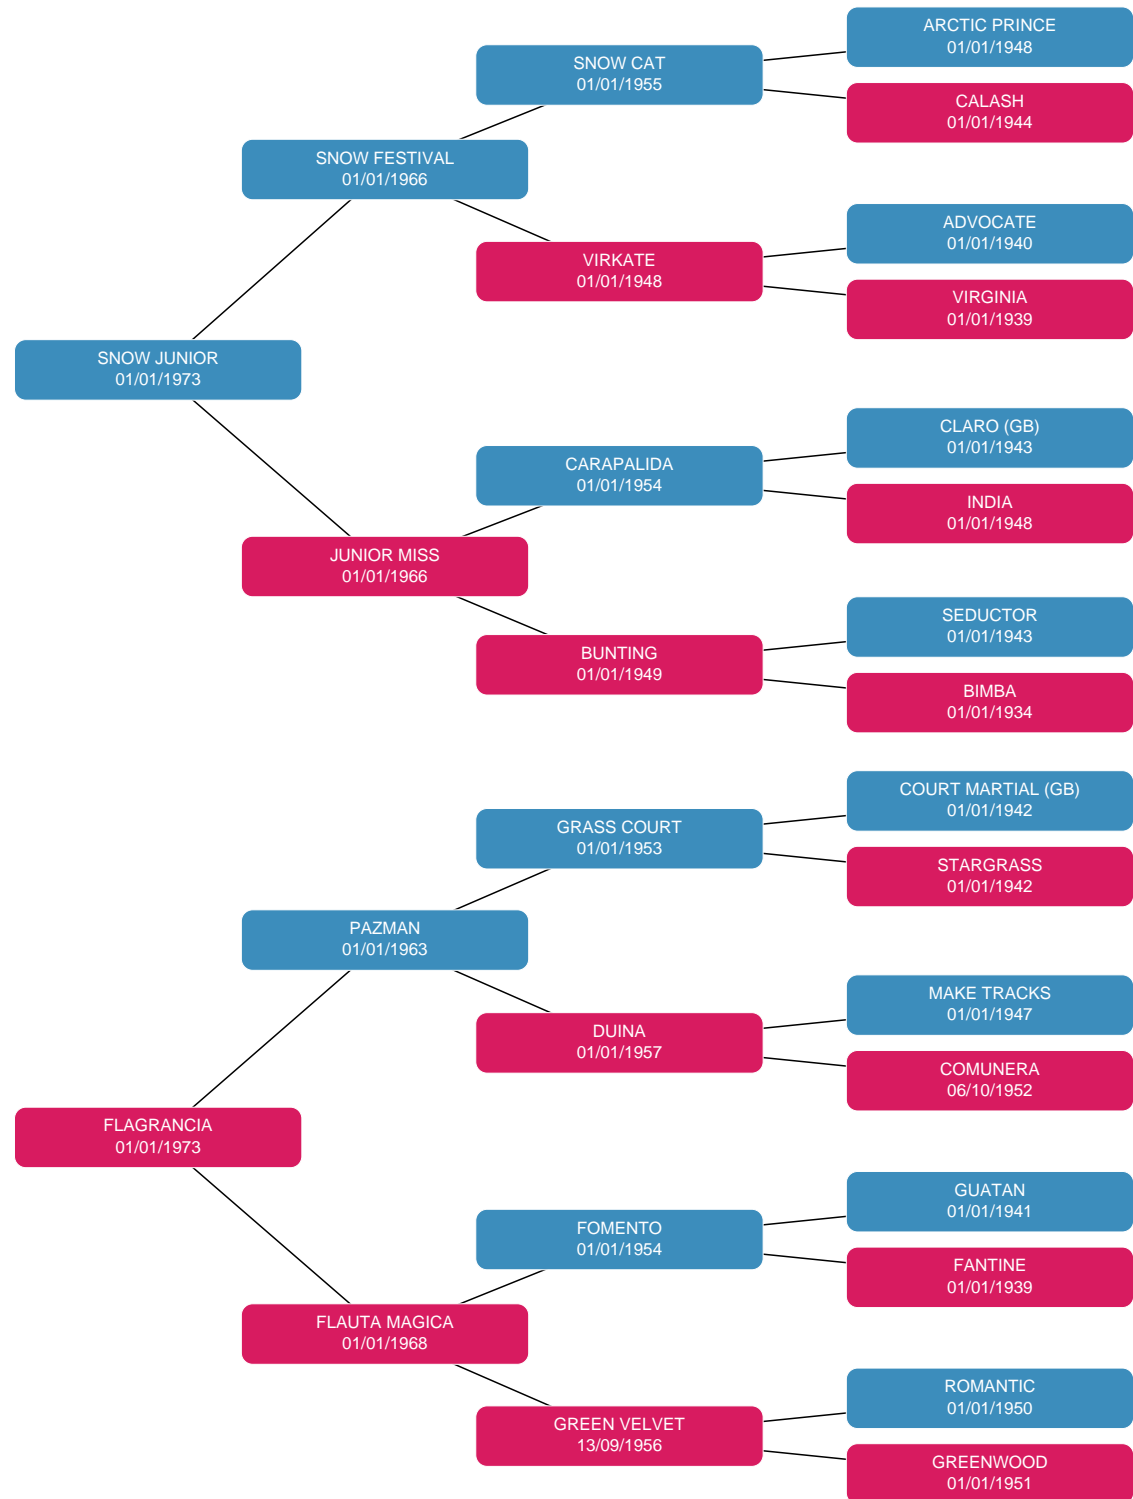 ARCTIC PRINCE
01/01/1948
SNOW CAT
01/01/1955
CALASH
01/01/1944
SNOW FESTIVAL
01/01/1966
ADVOCATE
01/01/1940
VIRKATE
01/01/1948
VIRGINIA
01/01/1939
SNOW JUNIOR
01/01/1973
CLARO (GB)
01/01/1943
CARAPALIDA
01/01/1954
INDIA
01/01/1948
JUNIOR MISS
01/01/1966
SEDUCTOR
01/01/1943
BUNTING
01/01/1949
BIMBA
01/01/1934
COURT MARTIAL (GB)
01/01/1942
GRASS COURT
01/01/1953
STARGRASS
01/01/1942
PAZMAN
01/01/1963
MAKE TRACKS
01/01/1947
DUINA
01/01/1957
COMUNERA
06/10/1952
FLAGRANCIA
01/01/1973
GUATAN
01/01/1941
FOMENTO
01/01/1954
FANTINE
01/01/1939
FLAUTA MAGICA
01/01/1968
ROMANTIC
01/01/1950
GREEN VELVET
13/09/1956
GREENWOOD
01/01/1951